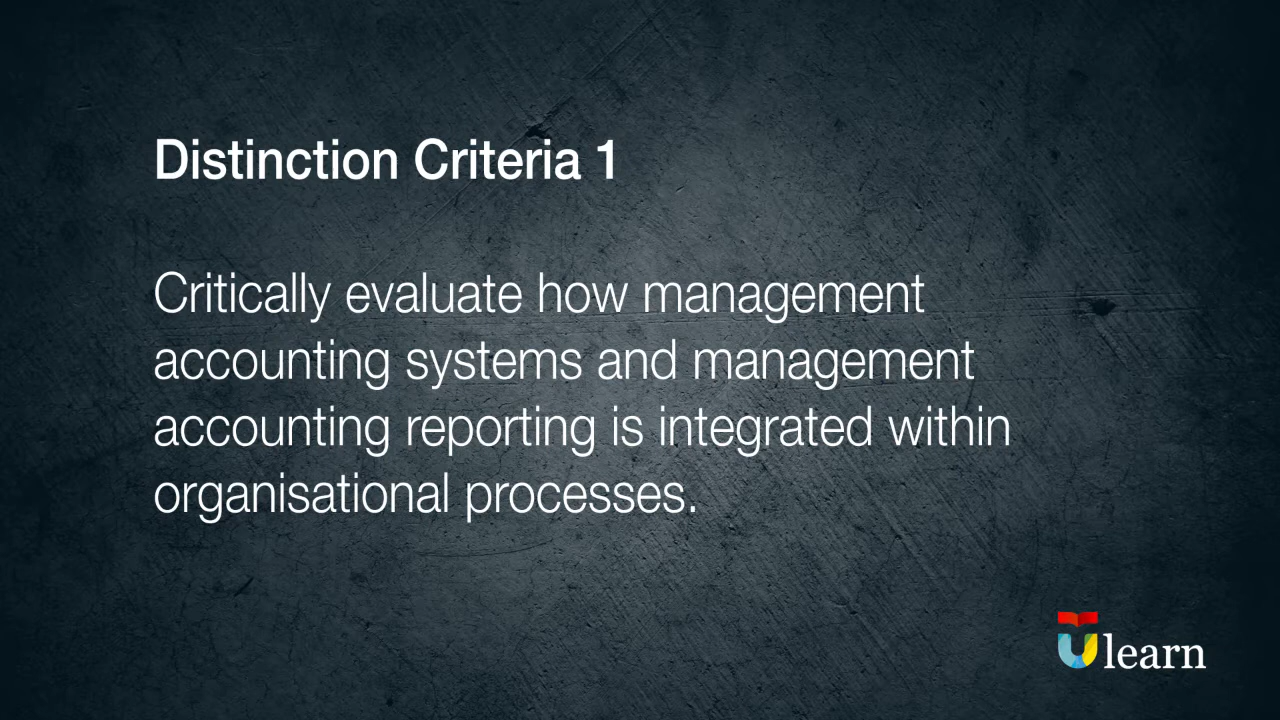 Distinction Criteria 1
Critically evaluate how management
accounting systems and management
accounting reporting is integrated within
organisational processes.
U learn